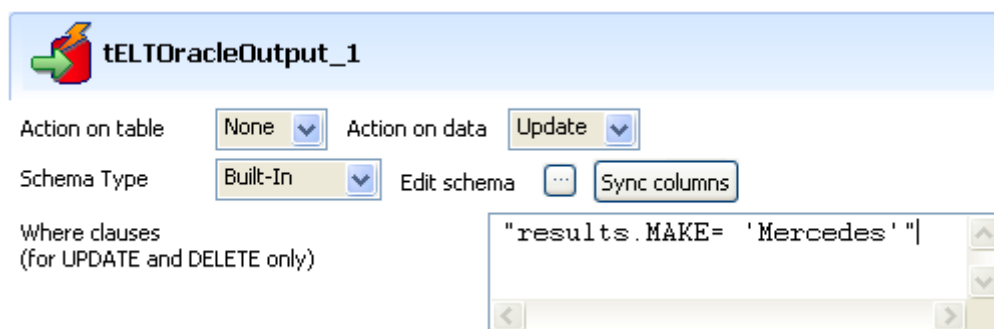 tELTOracleOutput_1
Action on table None Action on data Update
Schema Type Built-In Edit schema ... Sync columns
Where clauses "results.MAKE= 'Mercedes'"
(for UPDATE and DELETE only)